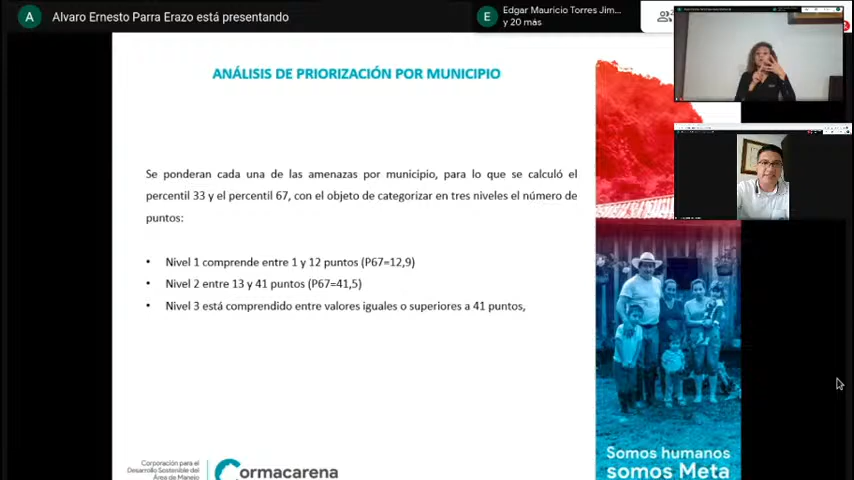 A Alvaro Ernesto Parra Erazo está presentando
E Edgar Mauricio Torres Jim...
y 20 más
ANÁLISIS DE PRIORIZACIÓN POR MUNICIPIO
Se ponderan cada una de las amenazas por municipio, para lo que se calculó el
percentil 33 y el percentil 67, con el objeto de categorizar en tres niveles el número de
puntos:
• Nivel 1 comprende entre 1 y 12 puntos (P67=12,9)
• Nivel 2 entre 13 y 41 puntos (P67=41,5)
• Nivel 3 está comprendido entre valores iguales o superiores a 41 puntos,
Corporación para el
Desarrollo Sostenible del
Área de Manejo
Cormacarena
Somos humanos
somos Meta